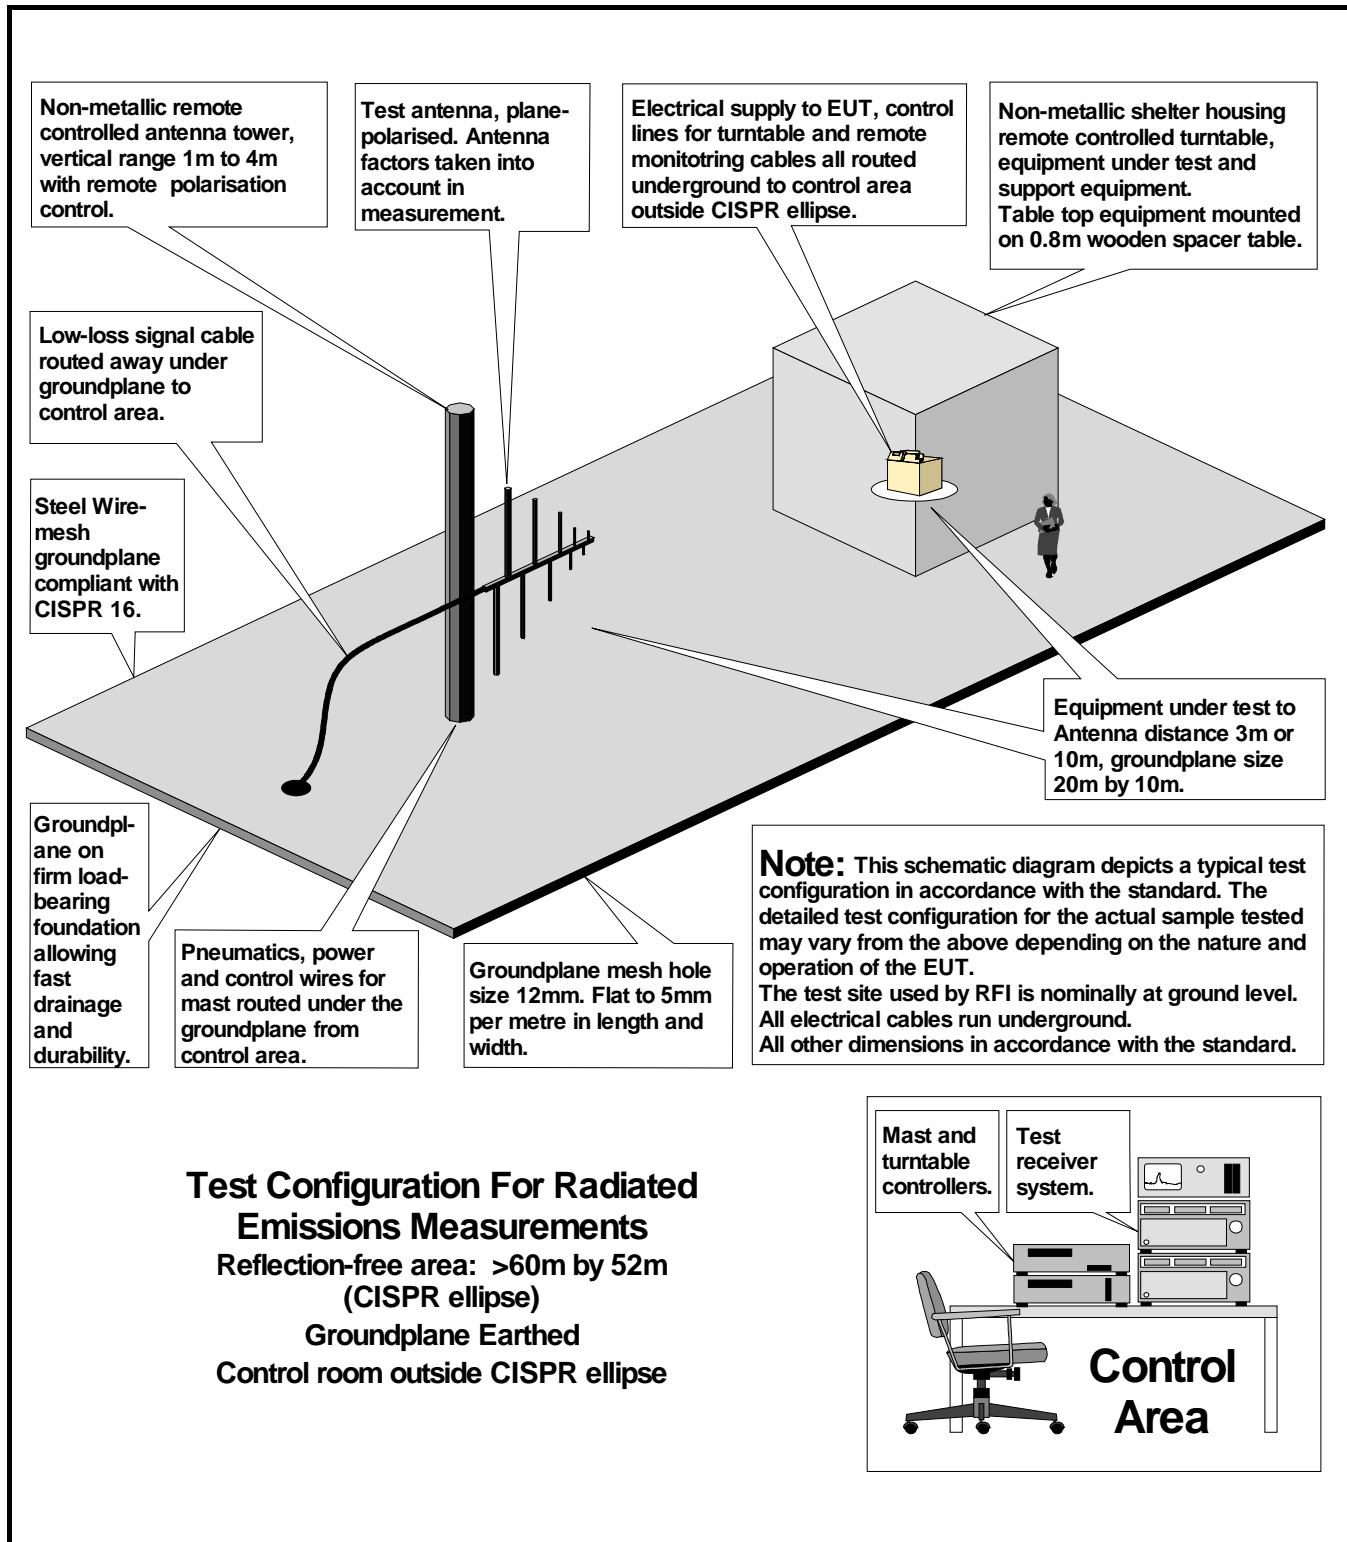 Non-metallic remote
controlled antenna tower,
vertical range 1m to 4m
with remote polarisation
control.
Test antenna, plane-
polarised. Antenna
factors taken into
account in
measurement.
Electrical supply to EUT, control
lines for turntable and remote
monitotring cables all routed
underground to control area
outside CISPR ellipse.
Non-metallic shelter housing
remote controlled turntable,
equipment under test and
support equipment.
Table top equipment mounted
on 0.8m wooden spacer table.
Low-loss signal cable
routed away under
groundplane to
control area.
Steel Wire-
mesh
groundplane
compliant with
CISPR 16.
Equipment under test to
Antenna distance 3m or
10m, groundplane size
20m by 10m.
Groundpl-
ane on
firm load-
bearing
foundation
allowing
fast
drainage
and
durability.
Pneumatics, power
and control wires for
mast routed under the
groundplane from
control area.
Groundplane mesh hole
size 12mm. Flat to 5mm
per metre in length and
width.
Note: This schematic diagram depicts a typical test
configuration in accordance with the standard. The
detailed test configuration for the actual sample tested
may vary from the above depending on the nature and
operation of the EUT.
The test site used by RFI is nominally at ground level.
All electrical cables run underground.
All other dimensions in accordance with the standard.
Test Configuration For Radiated
Emissions Measurements
Reflection-free area: >60m by 52m
(CISPR ellipse)
Groundplane Earthed
Control room outside CISPR ellipse
Mast and
turntable
controllers.
Test
receiver
system.
Control
Area